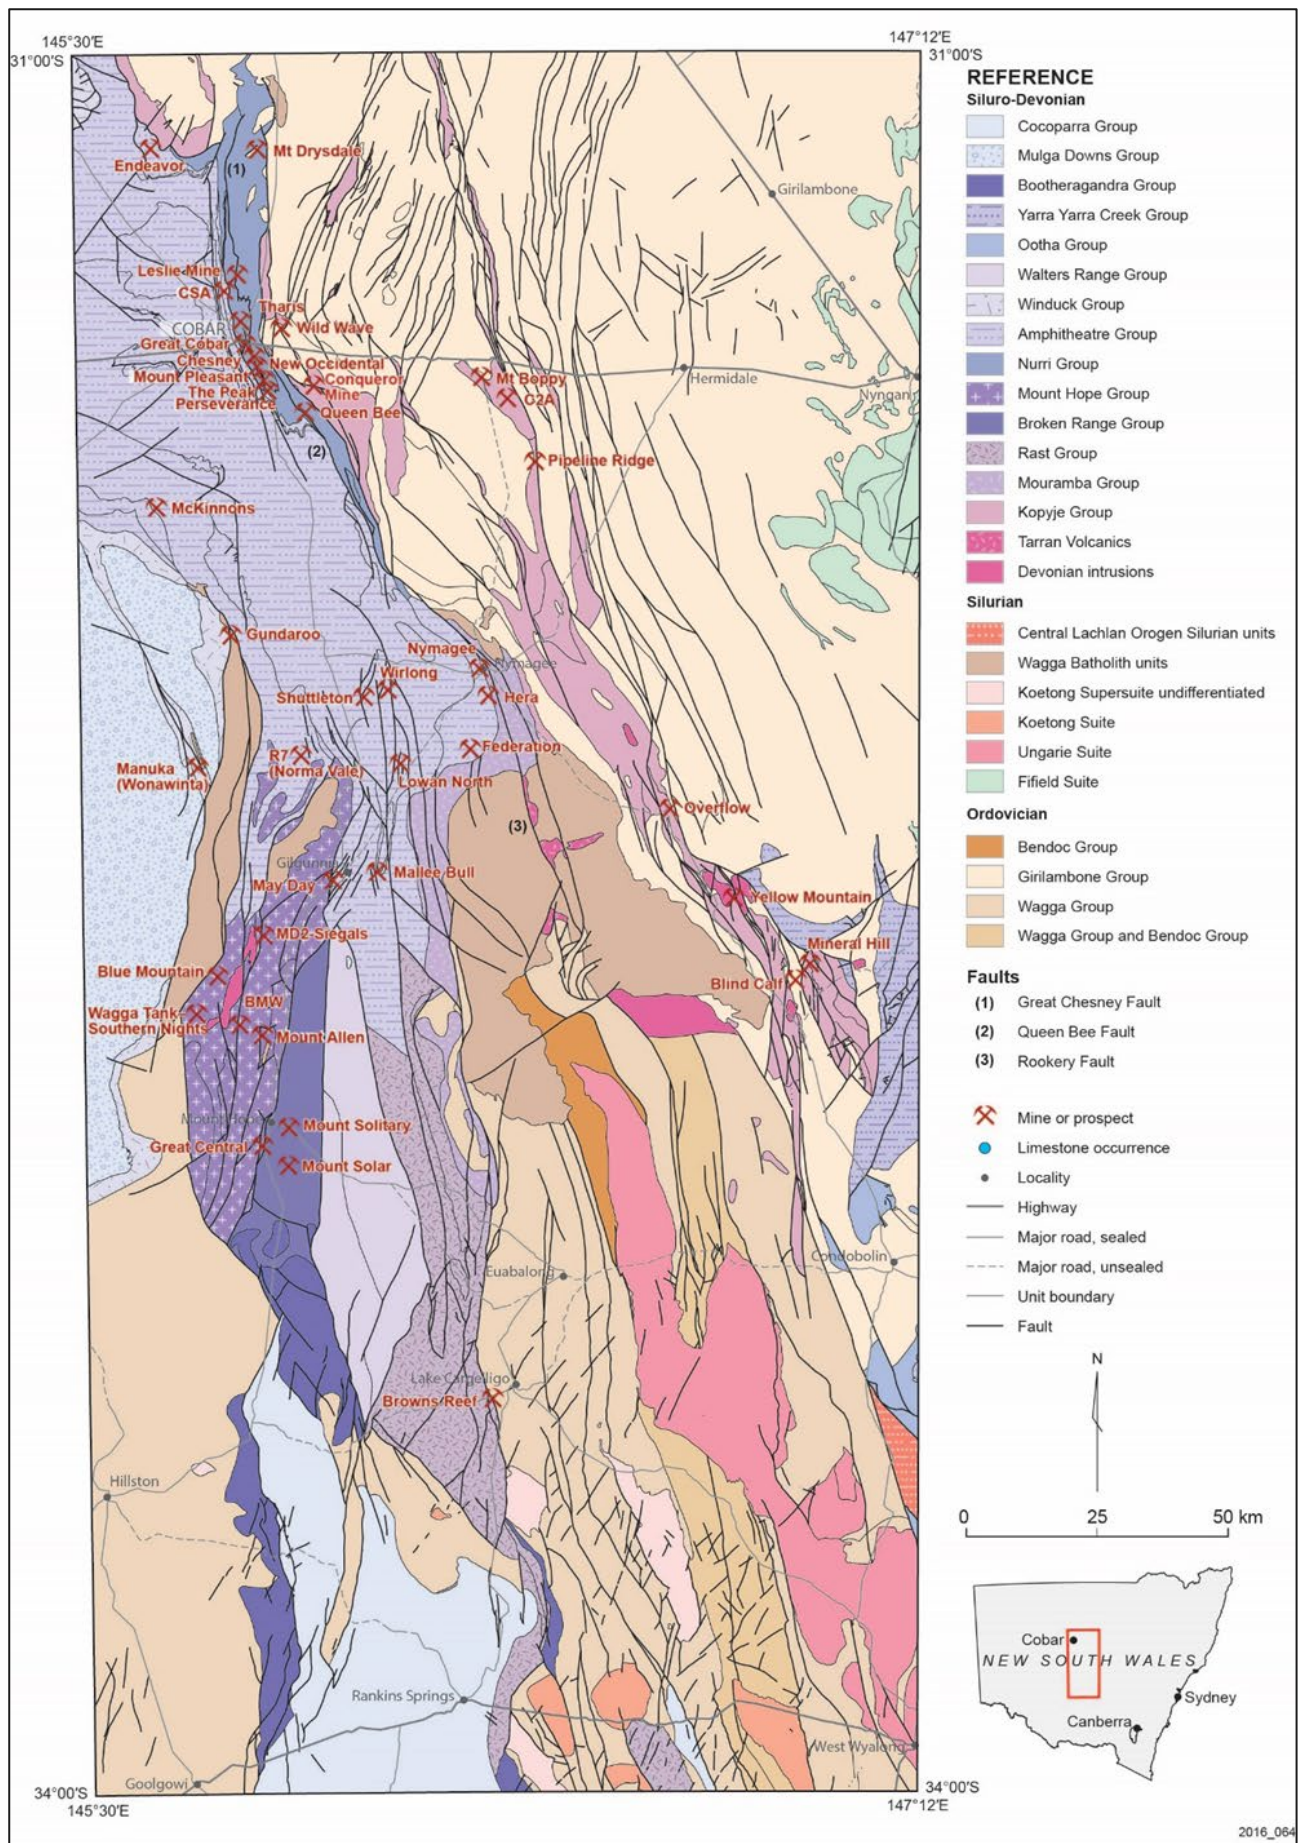 145°30'E
147°12'E
31°00'S
31°00'S
REFERENCE
Siluro-Devonian
Cocoparra Group
Mulga Downs Group
Bootheragandra Group
Yarra Yarra Creek Group
Ootha Group
Walters Range Group
Winduck Group
Amphitheatre Group
Nurri Group
Mount Hope Group
Broken Range Group
Rast Group
Mouramba Group
Kopyje Group
Tarran Volcanics
Devonian intrusions
Silurian
Central Lachlan Orogen Silurian units
Wagga Batholith units
Koetong Supersuite undifferentiated
Koetong Suite
Ungarie Suite
Fifield Suite
Ordovician
Bendoc Group
Girilambone Group
Wagga Group
Wagga Group and Bendoc Group
Faults
(1) Great Chesney Fault
(2) Queen Bee Fault
(3) Rookery Fault
Mine or prospect
Limestone occurrence
Locality
Highway
Major road, sealed
Major road, unsealed
Unit boundary
Fault
N
0 25 50 km
Cobar
NEW SOUTH WALES
Sydney
Canberra
Endeavor
Mt Drysdale
(1)
Girilambone
Leslie Mine
CSA
Tharis
COBAR
Wild Wave
Great Cobar
Chesney
New Occidental
Mount Pleasant
Conqueror
Mine
The Peak
Perseverance
Queen Bee
(2)
Mt Boppy
C2A
Hermidale
Nyngan
Pipeline Ridge
McKinnons
Gundaroo
Nymagee
Nymagee
Wirlong
Shuttleton
Hera
R7
(Norma Vale)
Federation
Manuka
(Wonawinta)
Lowan North
Overflow
(3)
Gilgunnia
May Day
Mallee Bull
Yellow Mountain
MD2-Siegals
Mineral Hill
Blue Mountain
Blind Calf
BMW
Wagga Tank-
Southern Nights
Mount Allen
Mount Hope
Mount Solitary
Great Central
Mount Solar
Euabalong
Condobolin
Lake Cargelligo
Browns Reef
Hillston
Rankins Springs
West Wyalong
Goolgowi
34°00'S
34°00'S
145°30'E
147°12'E
2016_064